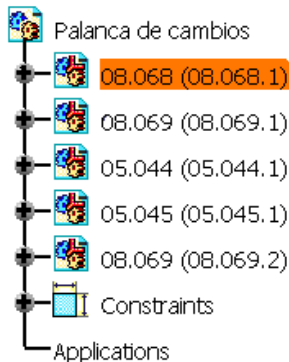 Palanca de cambios
08.068 (08.068.1)
08.069 (08.069.1)
05.044 (05.044.1)
05.045 (05.045.1)
08.069 (08.069.2)
Constraints
Applications